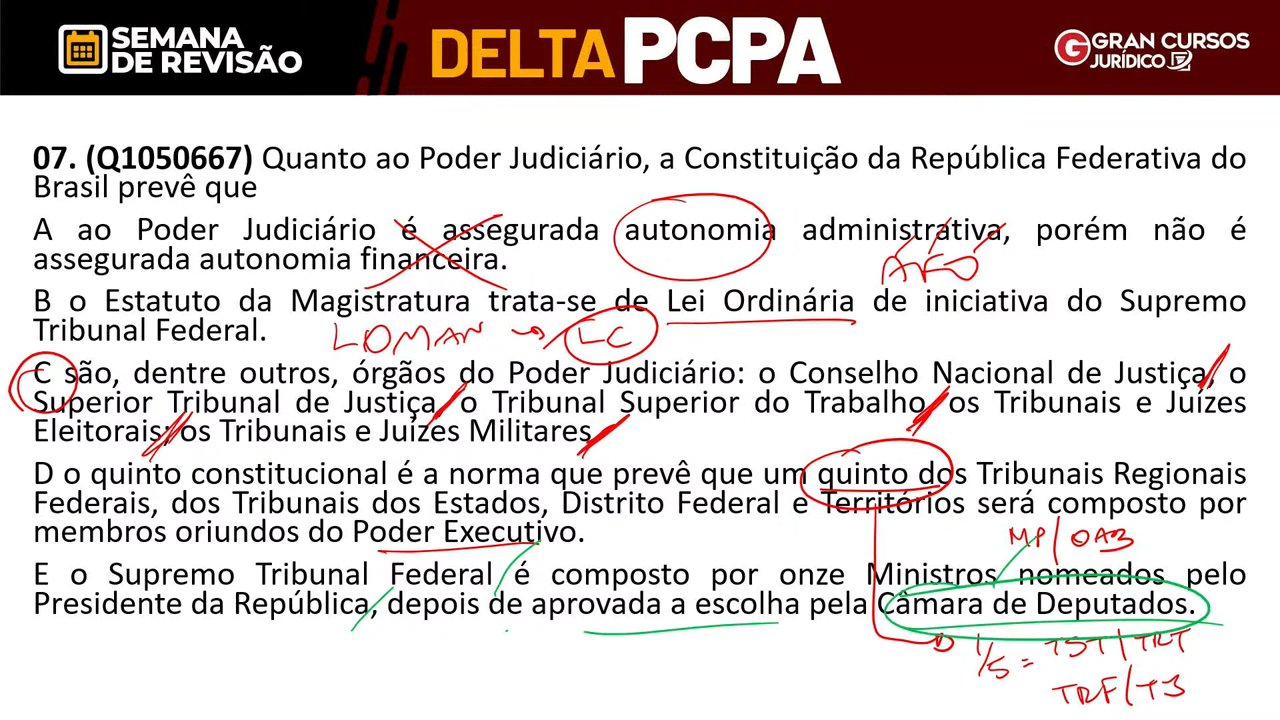 SEMANA
DE REVISÃO
DELTA PCPA
GRAN CURSOS
JURÍDICO
07. (Q1050667) Quanto ao Poder Judiciário, a Constituição da República Federativa do
Brasil prevê que
A ao Poder Judiciário é assegurada autonomia administrativa, porém não é
assegurada autonomia financeira.
AFO
B o Estatuto da Magistratura trata-se de Lei Ordinária de iniciativa do Supremo
Tribunal Federal.
LOMAN → LC
C são, dentre outros, órgãos do Poder Judiciário: o Conselho Nacional de Justiça, o
Superior Tribunal de Justiça, o Tribunal Superior do Trabalho, os Tribunais e Juízes
Eleitorais; os Tribunais e Juízes Militares.
D o quinto constitucional é a norma que prevê que um quinto dos Tribunais Regionais
Federais, dos Tribunais dos Estados, Distrito Federal e Territórios será composto por
membros oriundos do Poder Executivo.
MP/OAB
E o Supremo Tribunal Federal é composto por onze Ministros nomeados pelo
Presidente da República, depois de aprovada a escolha pela Câmara de Deputados.
1/5 = TST/TRT
TRF/TJ